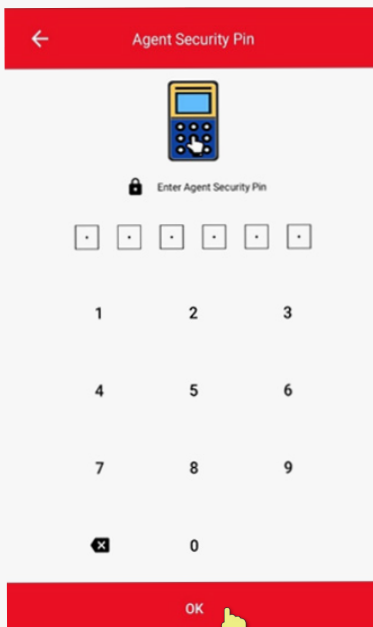 Agent Security Pin
Enter Agent Security Pin
1 2 3
4 5 6
7 8 9
0
OK